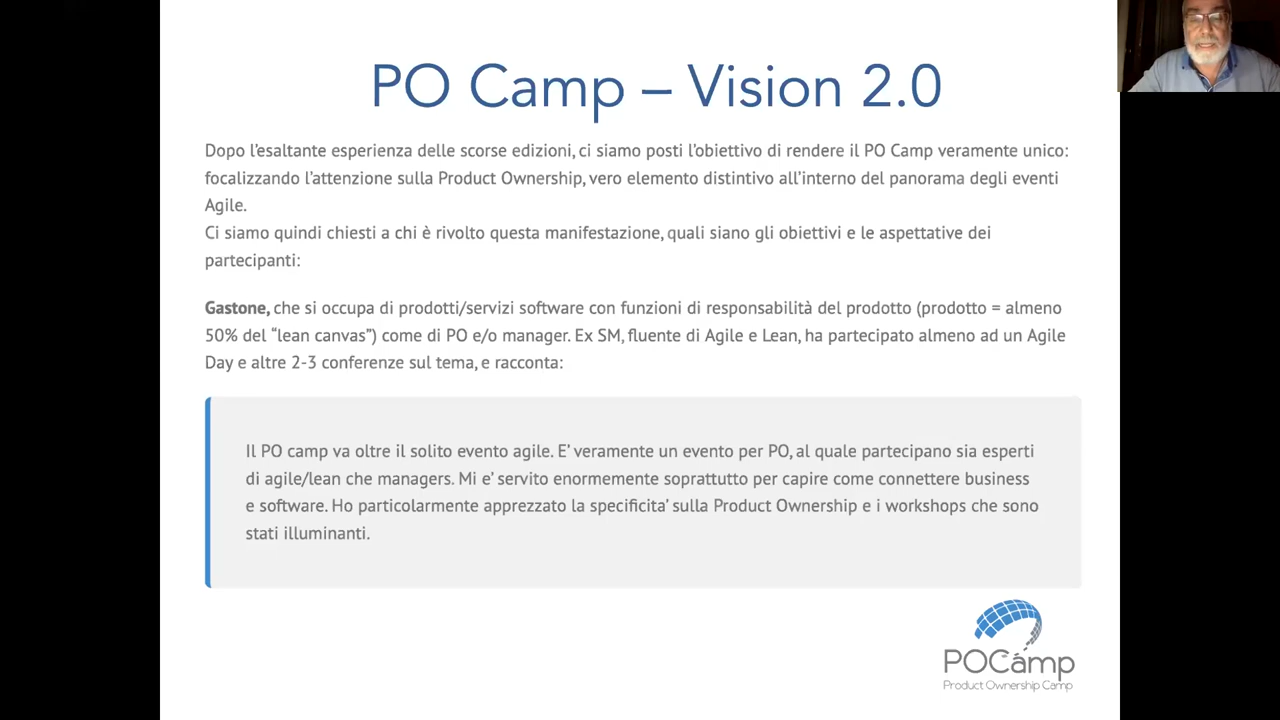 PO Camp – Vision 2.0
Dopo l’esaltante esperienza delle scorse edizioni, ci siamo posti l’obiettivo di rendere il PO Camp veramente unico:
focalizzando l’attenzione sulla Product Ownership, vero elemento distintivo all’interno del panorama degli eventi
Agile.
Ci siamo quindi chiesti a chi è rivolto questa manifestazione, quali siano gli obiettivi e le aspettative dei
partecipanti:
Gastone, che si occupa di prodotti/servizi software con funzioni di responsabilità del prodotto (prodotto = almeno
50% del “lean canvas”) come di PO e/o manager. Ex SM, fluente di Agile e Lean, ha partecipato almeno ad un Agile
Day e altre 2-3 conferenze sul tema, e racconta:
Il PO camp va oltre il solito evento agile. E’ veramente un evento per PO, al quale partecipano sia esperti
di agile/lean che managers. Mi e’ servito enormemente soprattutto per capire come connettere business
e software. Ho particolarmente apprezzato la specificita’ sulla Product Ownership e i workshops che sono
stati illuminanti.
POCamp
Product Ownership Camp